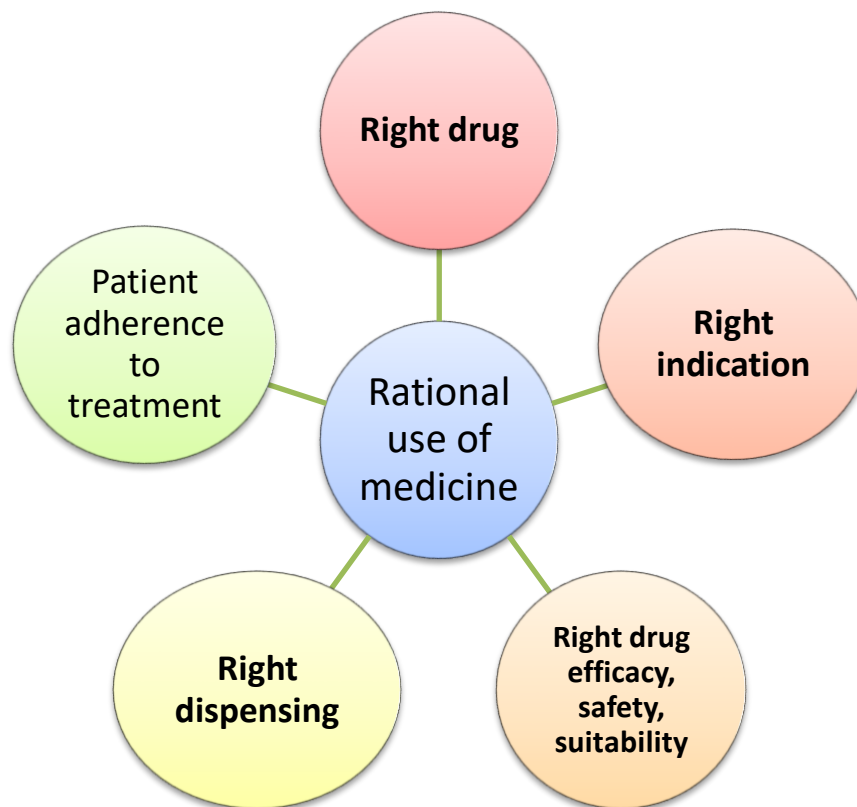 Right drug
Patient
adherence
to
treatment
Right
indication
Rational
use of
medicine
Right
dispensing
Right drug
efficacy,
safety,
suitability